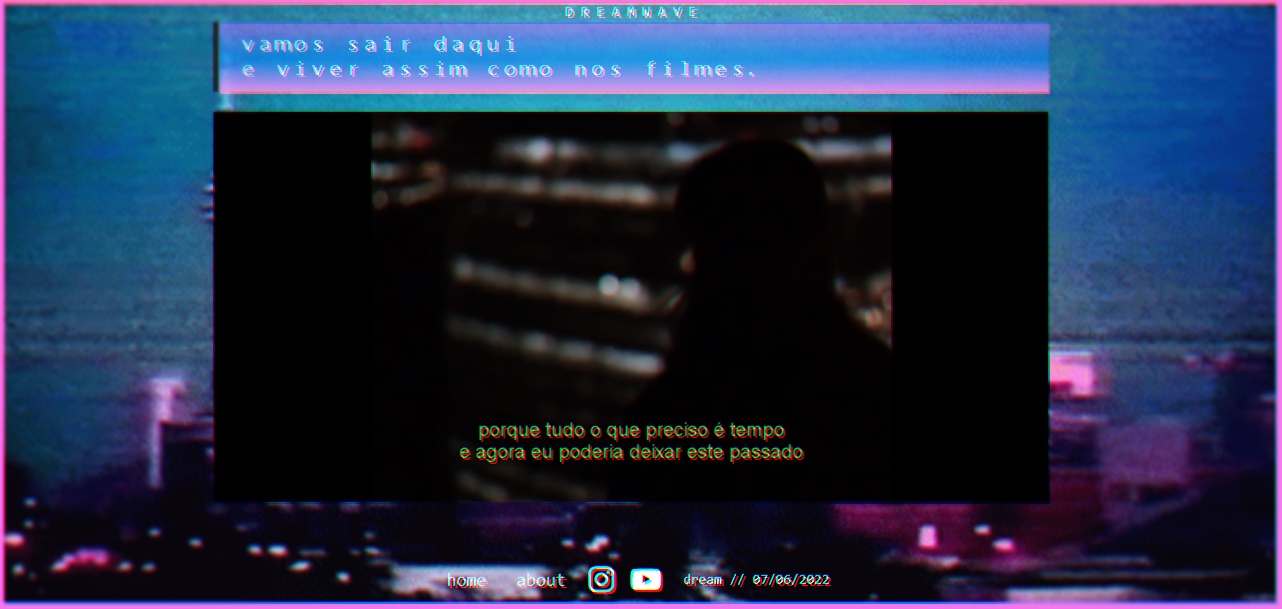 DREAMWAVE
vamos sair daqui
e viver assim como nos filmes.
porque tudo o que preciso é tempo
e agora eu poderia deixar este passado
home about dream // 07/06/2022